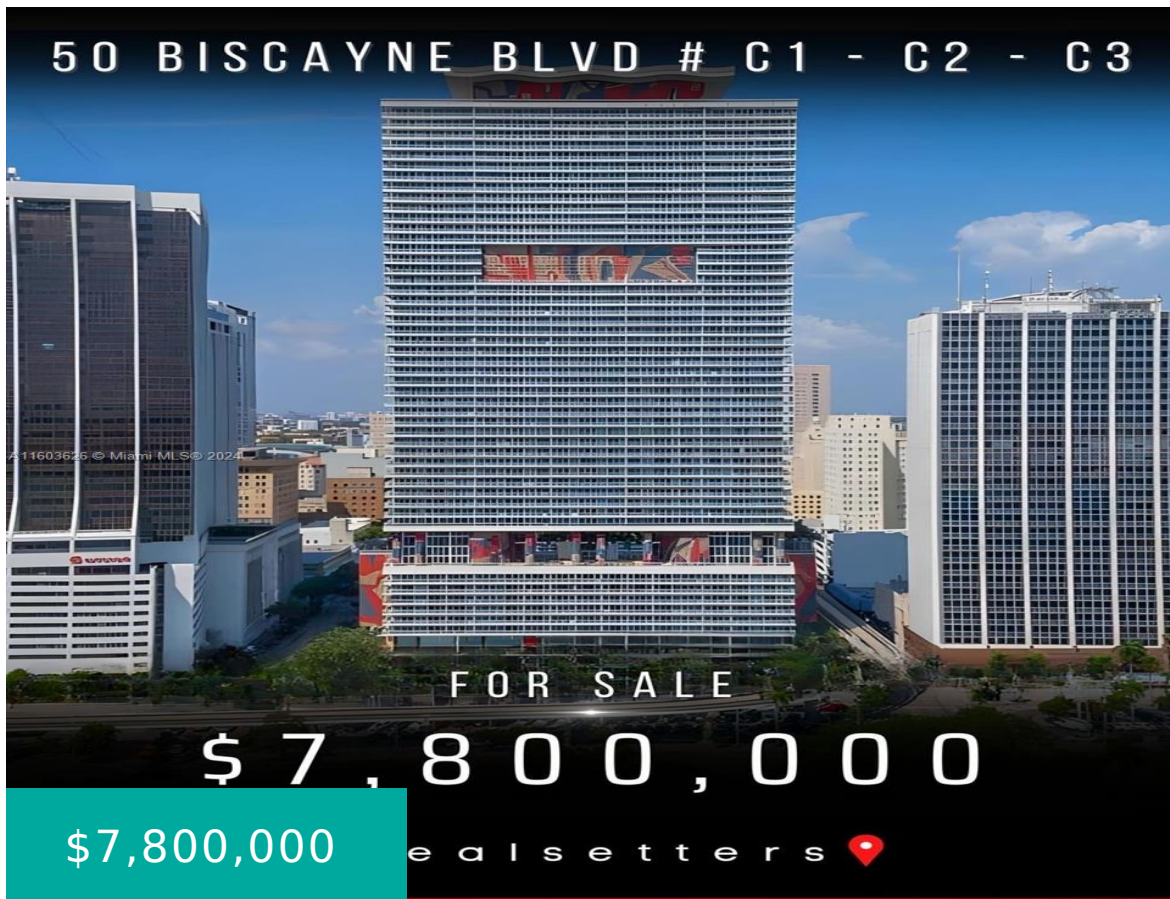 50 BISCAYNE BLVD # C1 - C2 - C3
A11603626 © Miami MLS® 2024
FOR SALE
$7,800,000
$7,800,000
ealsetters